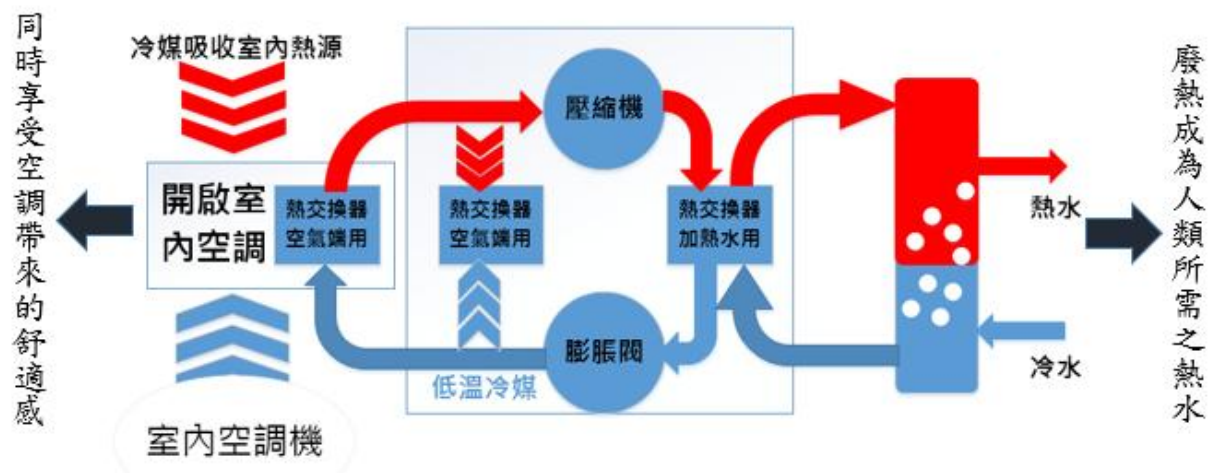 同時享受空調帶來的舒適感
冷媒吸收室內熱源
開啟室
內空調
熱交換器
空氣端用
室內空調機
壓縮機
熱交換器
空氣端用
熱交換器
加熱水用
膨脹閥
低溫冷媒
熱水
冷水
廢熱成為人類所需之熱水